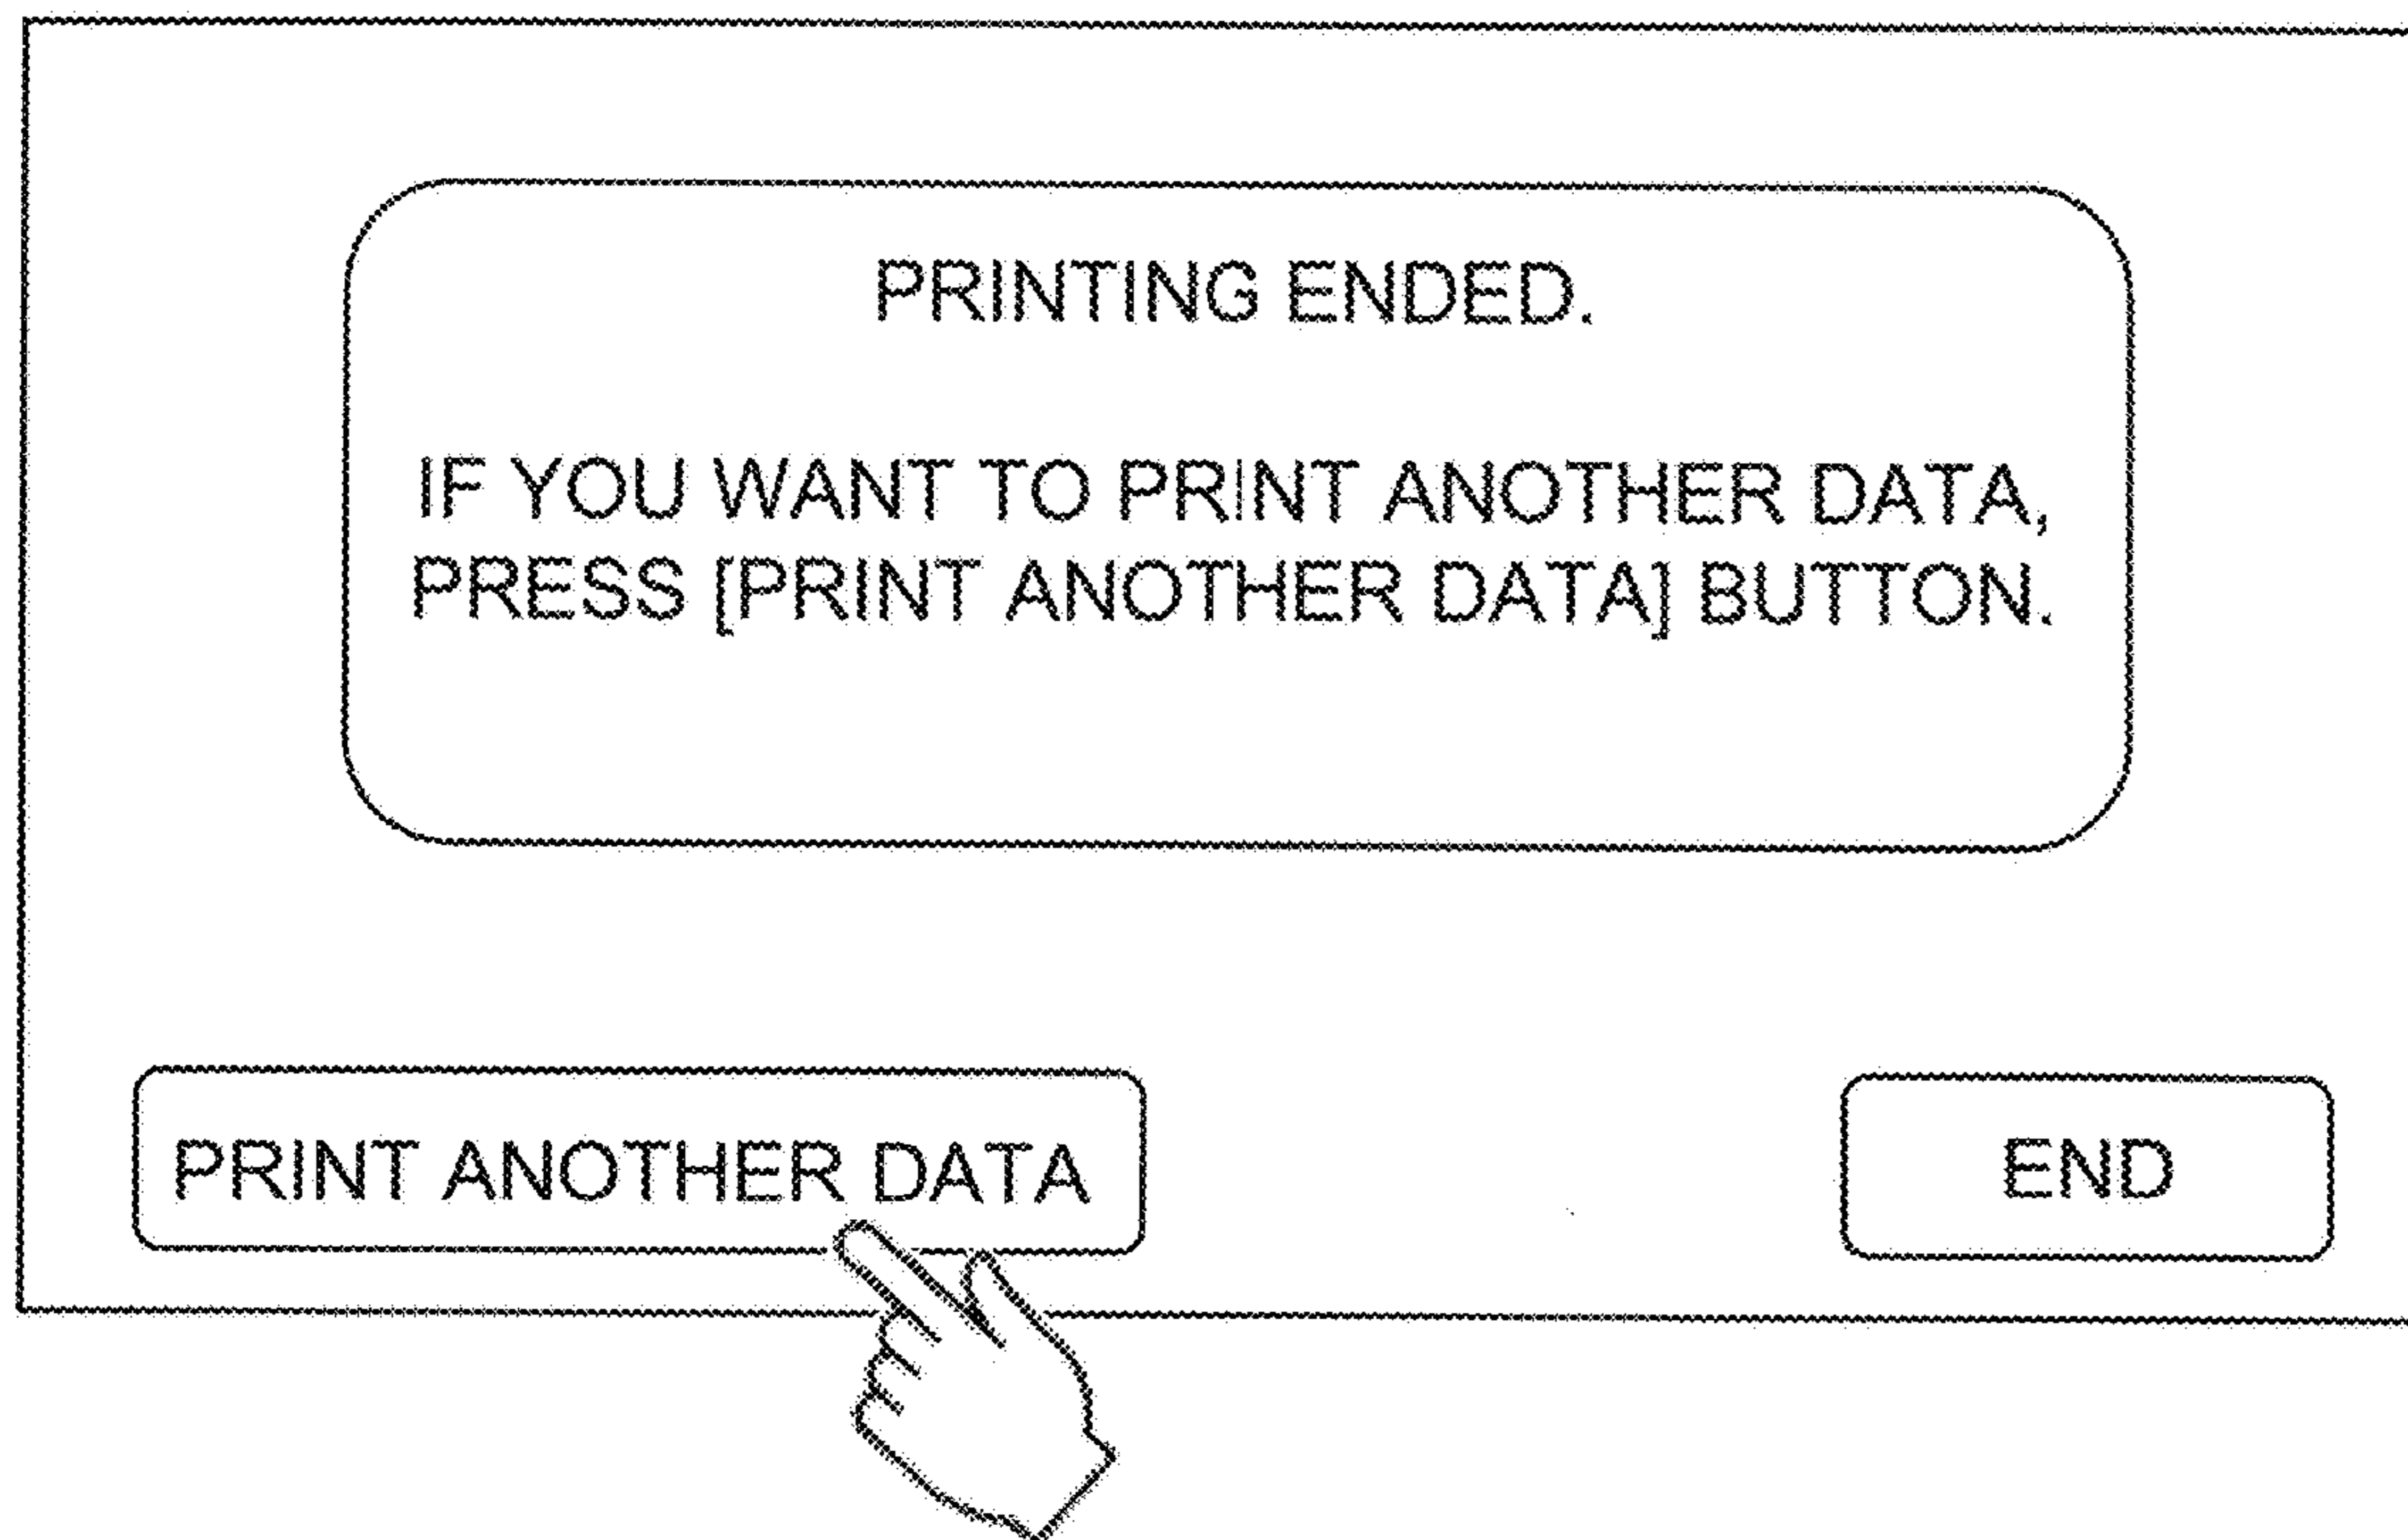 PRINTING ENDED.
IF YOU WANT TO PRINT ANOTHER DATA,
PRESS [PRINT ANOTHER DATA] BUTTON.
PRINT ANOTHER DATA
END